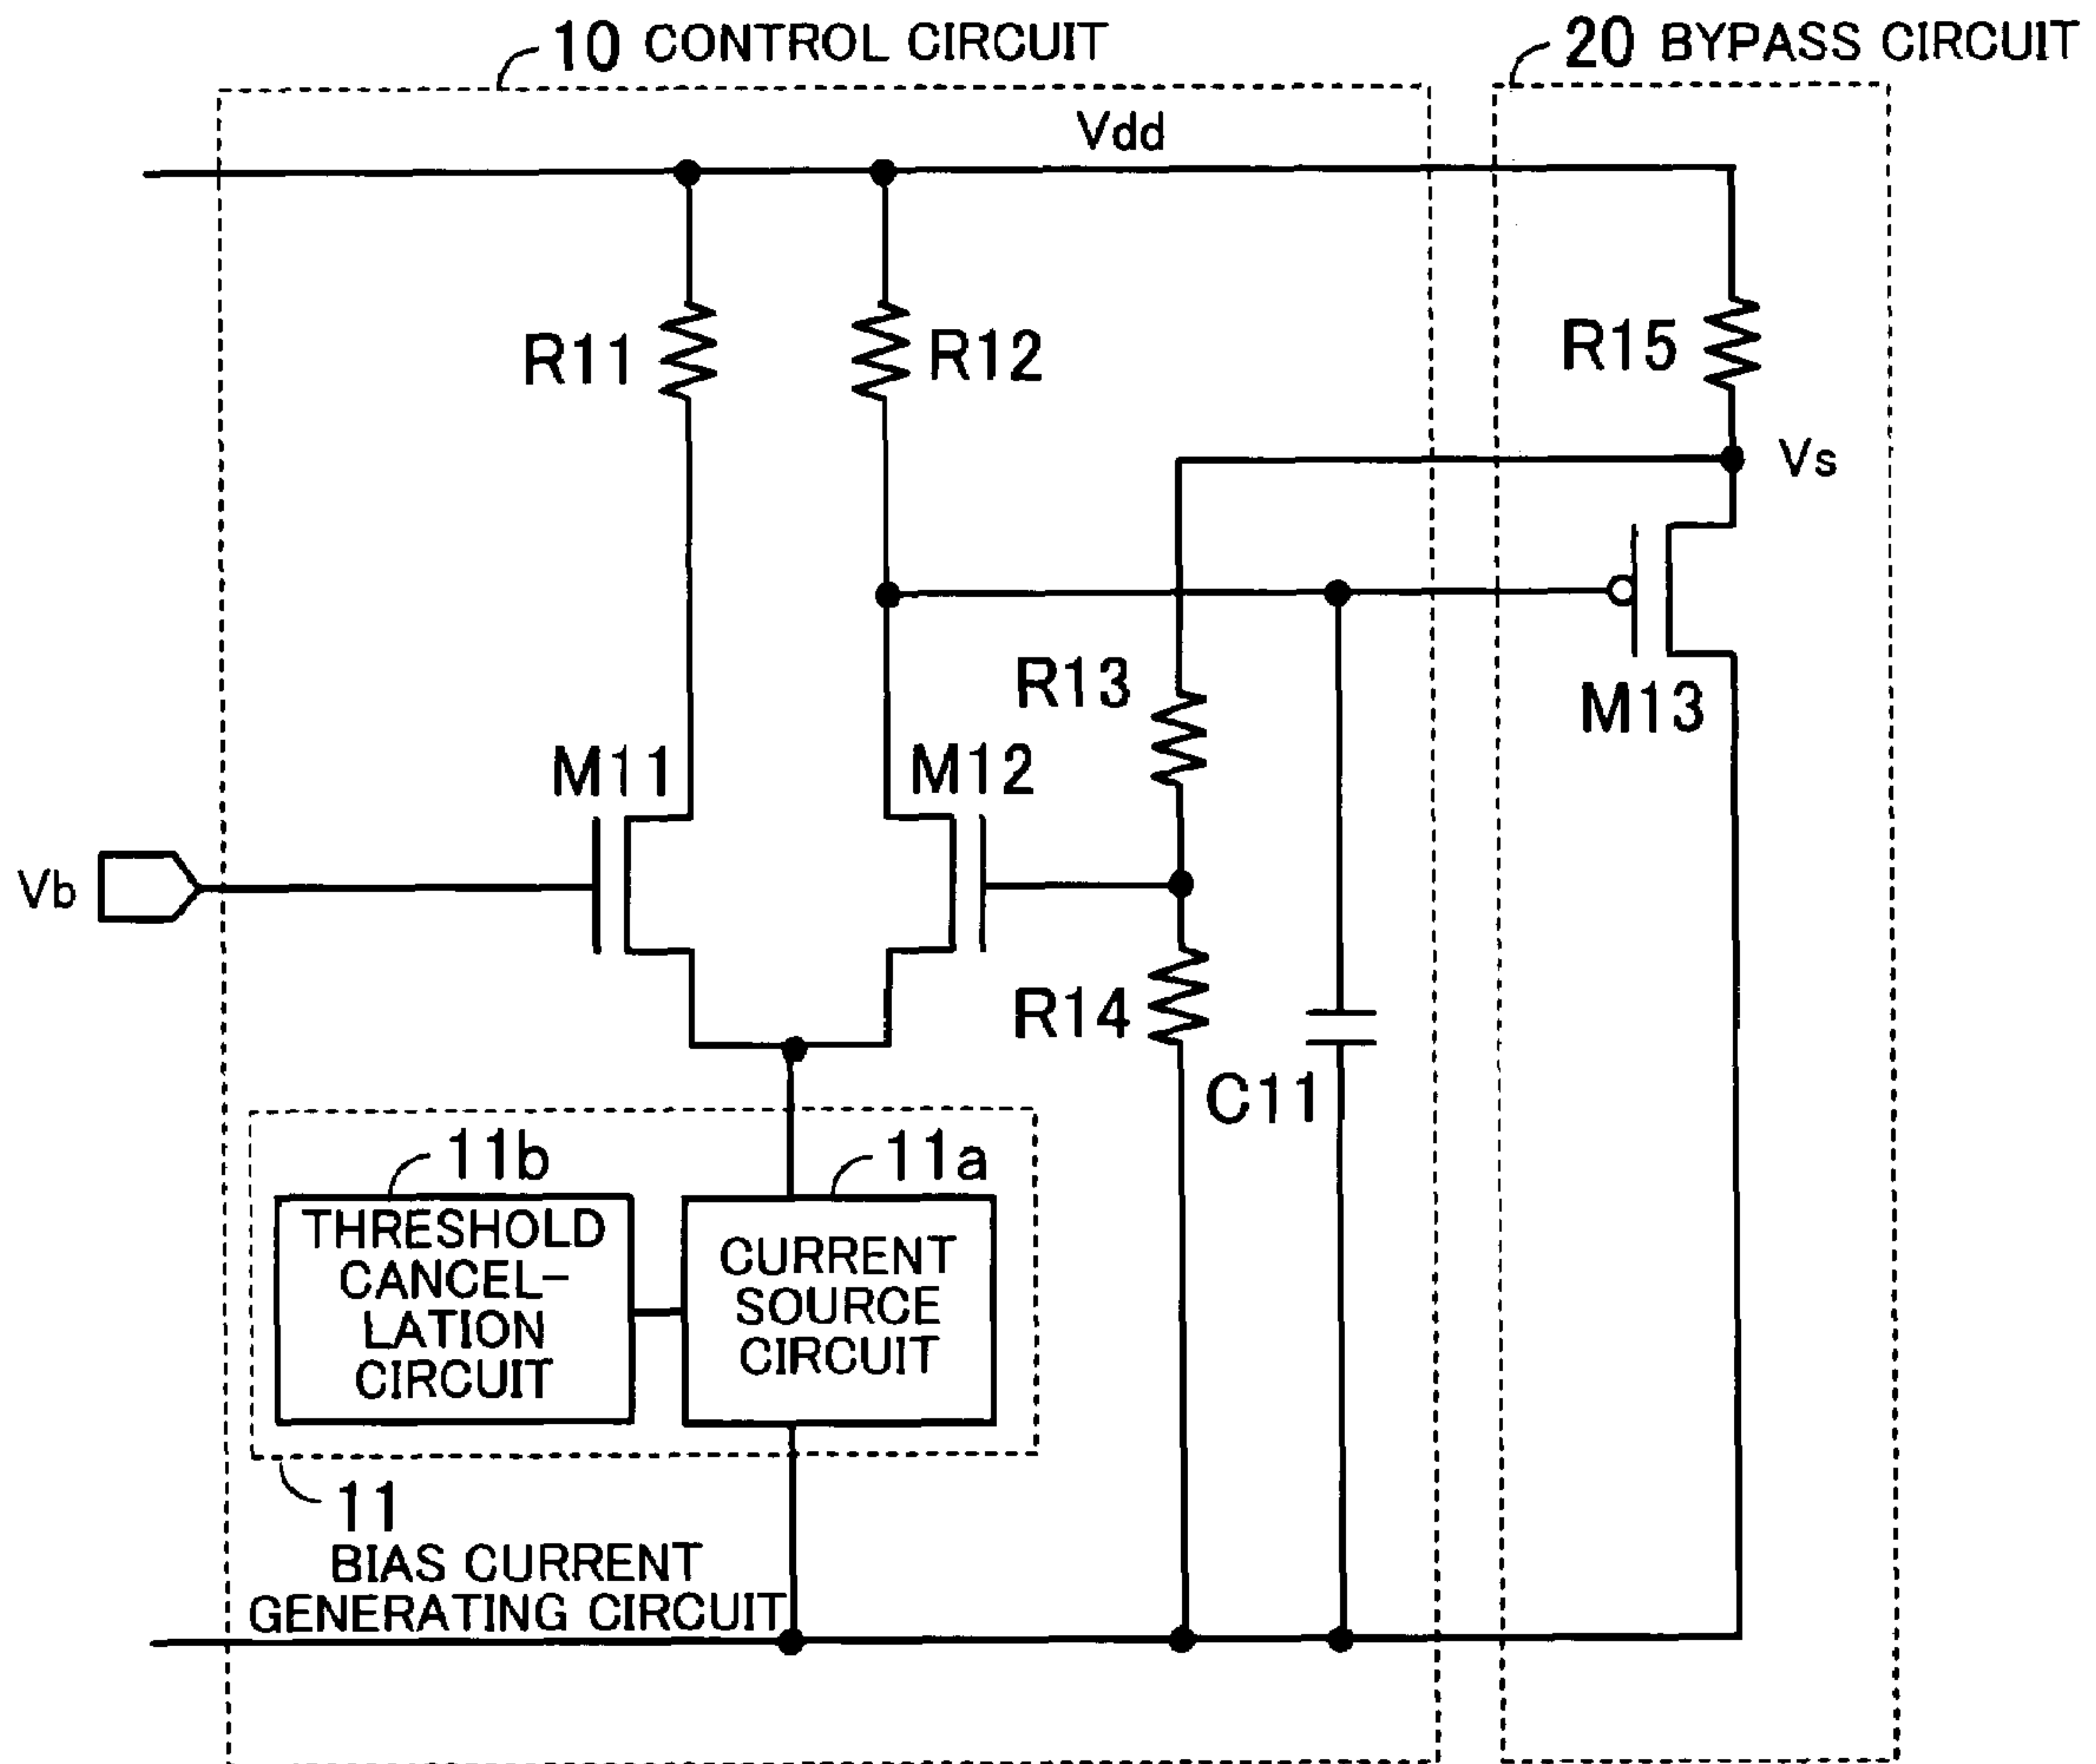 10 CONTROL CIRCUIT
20 BYPASS CIRCUIT
Vdd
R11
R12
R15
Vs
R13
M13
M11
M12
Vb
R14
C11
11b
11a
THRESHOLD
CANCEL-
LATION
CIRCUIT
CURRENT
SOURCE
CIRCUIT
11
BIAS CURRENT
GENERATING CIRCUIT